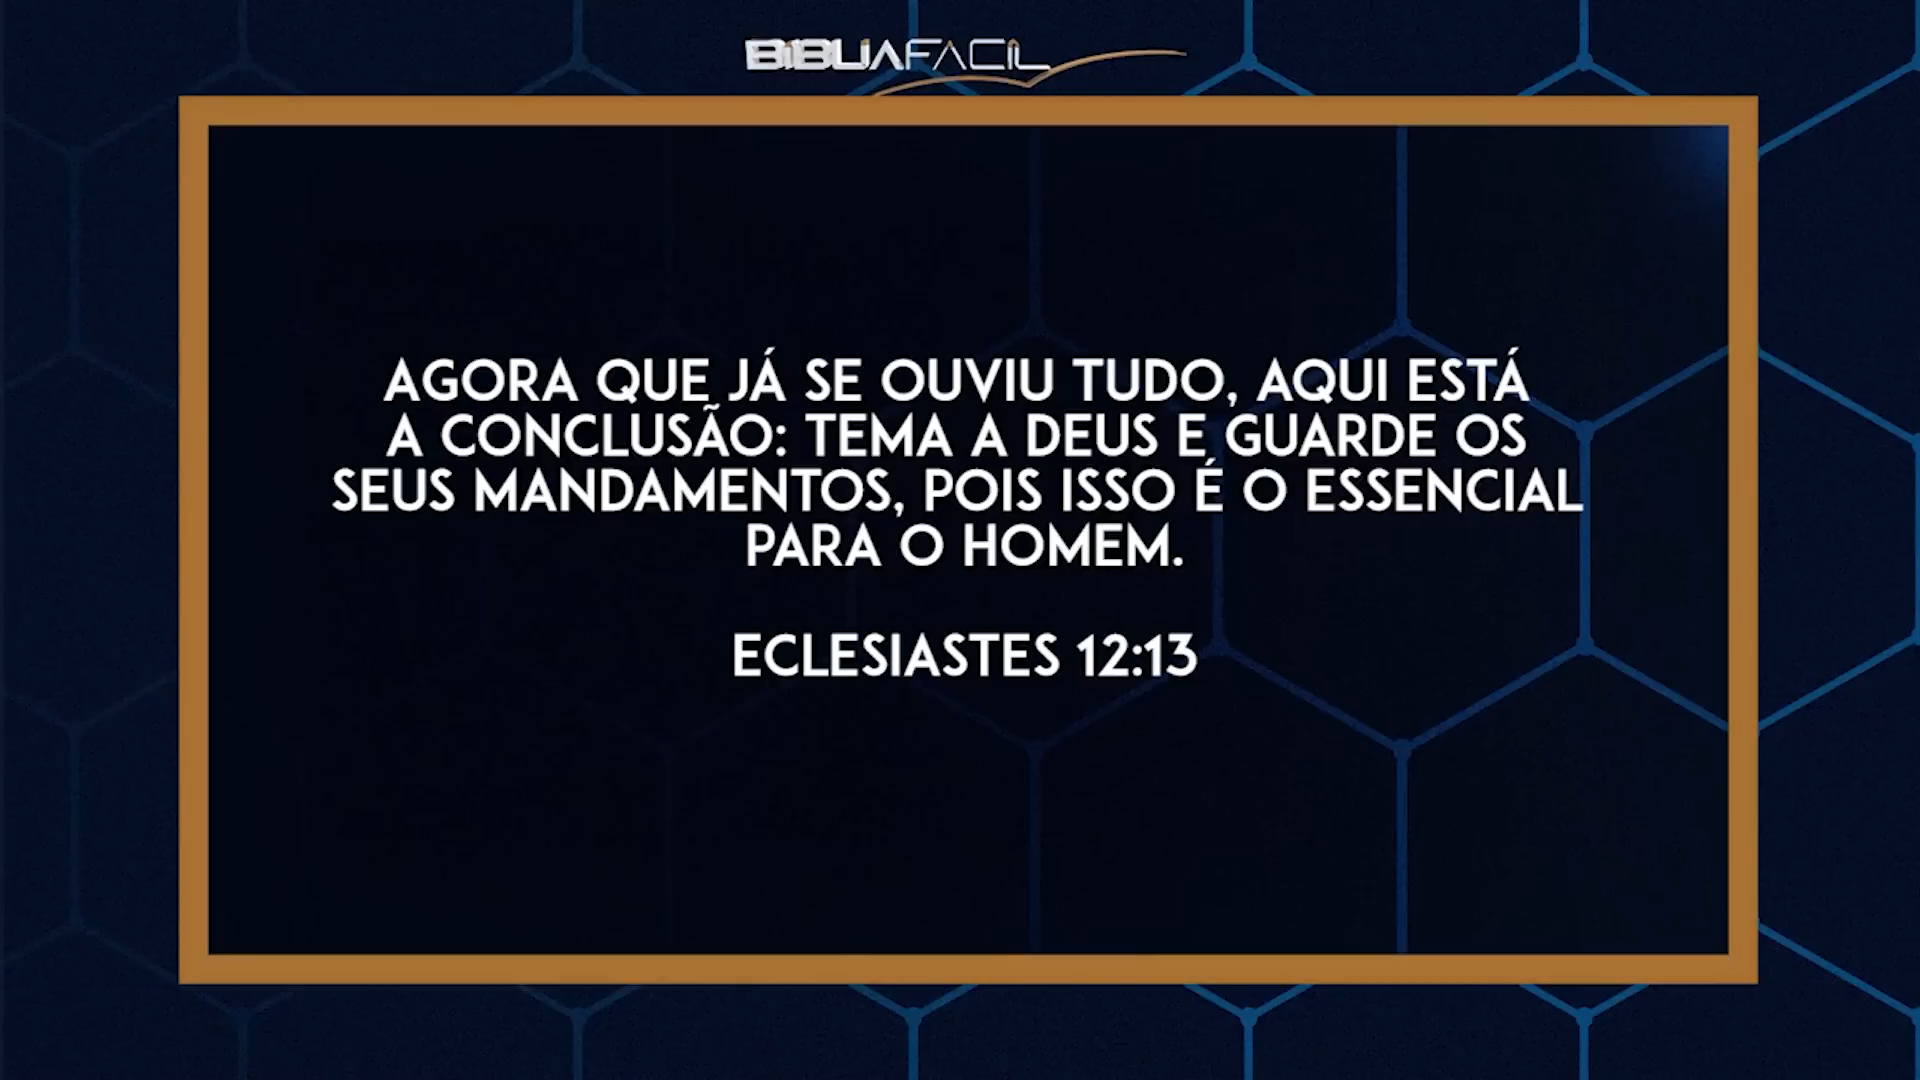 BIBLIAFACIL
AGORA QUE JÁ SE OUVIU TUDO, AQUI ESTÁ
A CONCLUSÃO: TEMA A DEUS E GUARDE OS
SEUS MANDAMENTOS, POIS ISSO É O ESSENCIAL
PARA O HOMEM.
ECLESIASTES 12:13